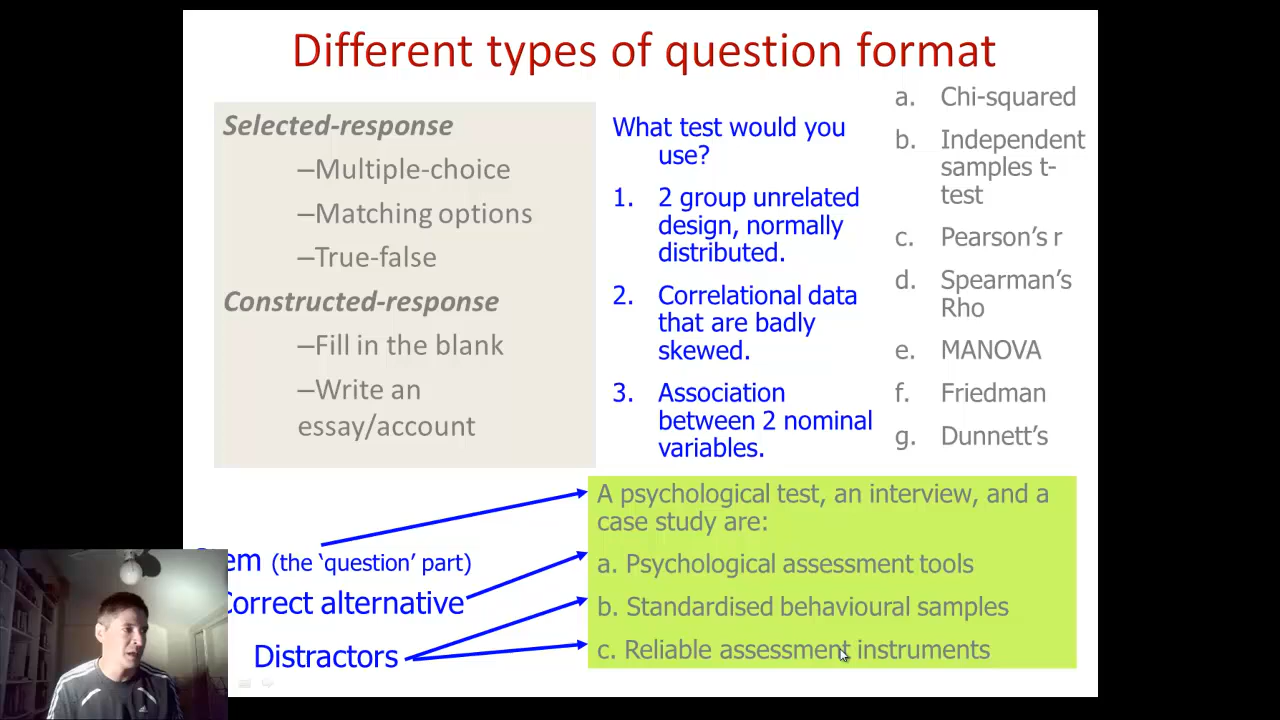 Different types of question format
Selected-response
–Multiple-choice
–Matching options
–True-false
Constructed-response
–Fill in the blank
–Write an
essay/account
What test would you
use?
1. 2 group unrelated
design, normally
distributed.
2. Correlational data
that are badly
skewed.
3. Association
between 2 nominal
variables.
a. Chi-squared
b. Independent
samples t-
test
c. Pearson's r
d. Spearman's
Rho
e. MANOVA
f. Friedman
g. Dunnett's
(the ‘question’ part)
Correct alternative
Distractors
A psychological test, an interview, and a
case study are:
a. Psychological assessment tools
b. Standardised behavioural samples
c. Reliable assessment instruments